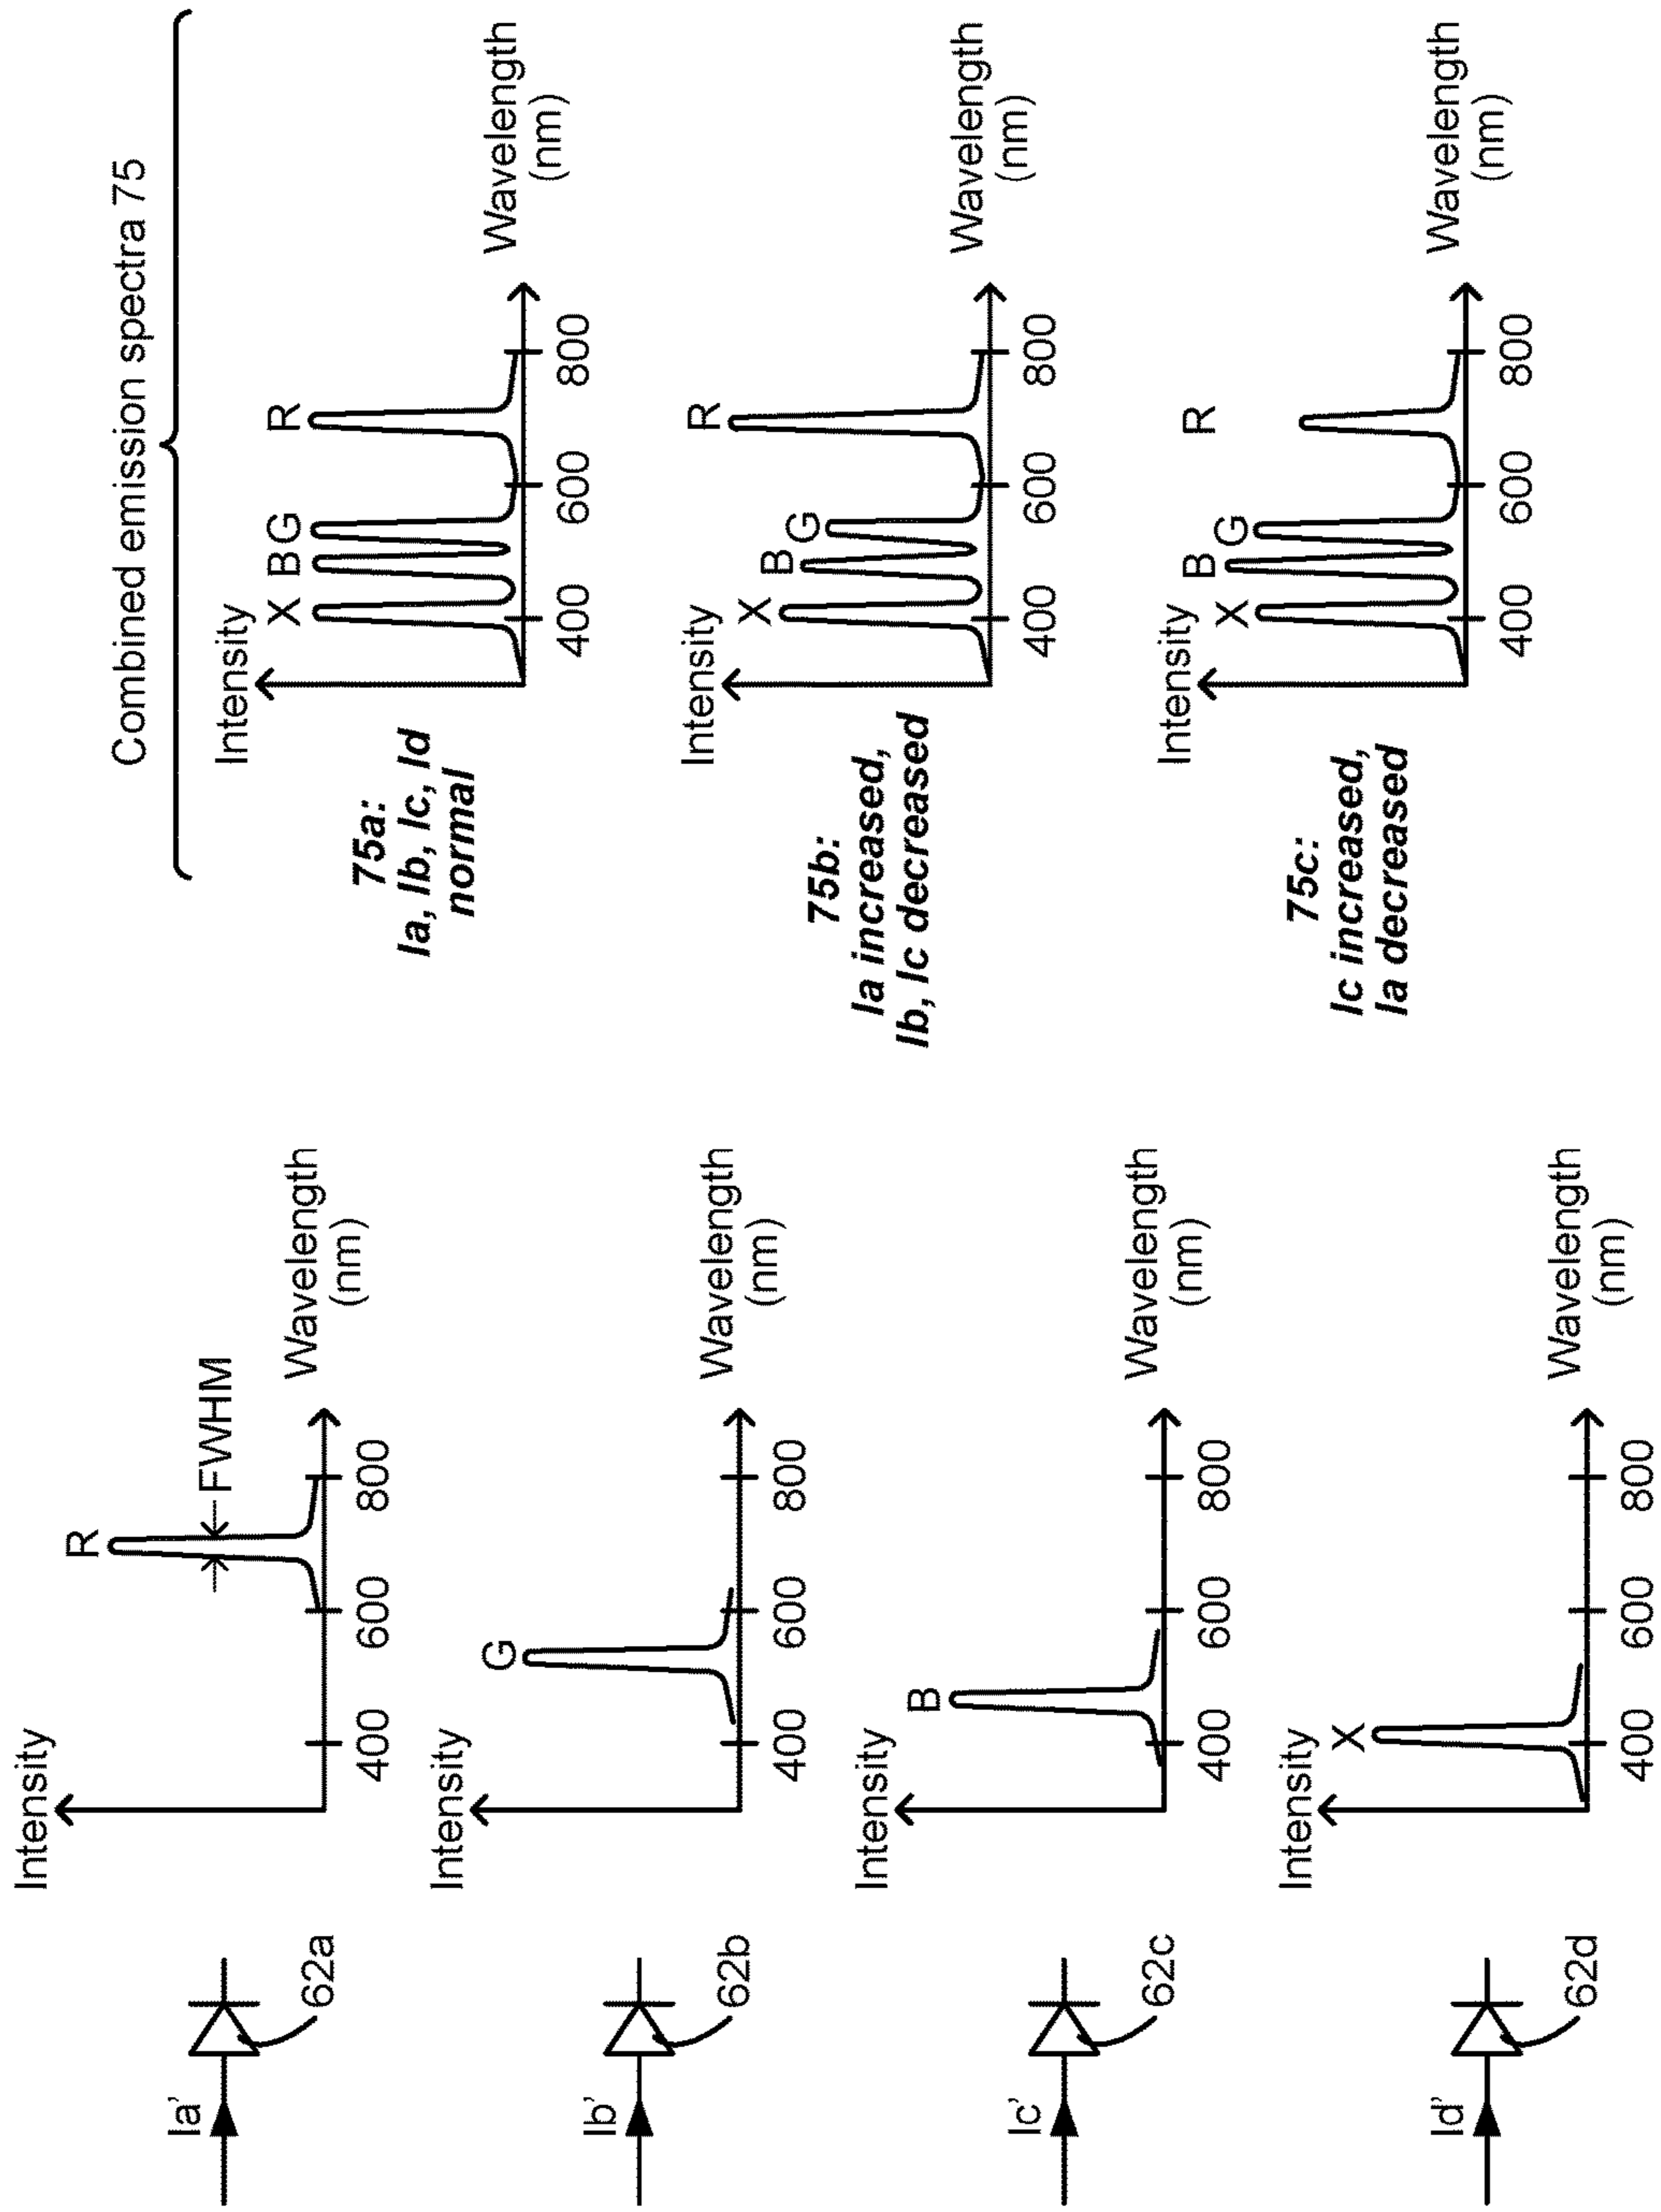 Ia'
62a
Intensity
R
FWHM
400
600
800
Wavelength
(nm)
Ib'
62b
Intensity
G
400
600
800
Wavelength
(nm)
Ic'
62c
Intensity
B
400
600
800
Wavelength
(nm)
Id'
62d
Intensity
X
400
600
800
Wavelength
(nm)
Combined emission spectra 75
75a:
Ia, Ib, Ic, Id
normal
Intensity
X
B
G
R
400
600
800
Wavelength
(nm)
75b:
Ia increased,
Ib, Ic decreased
Intensity
X
B
G
R
400
600
800
Wavelength
(nm)
75c:
Ic increased,
Ia decreased
Intensity
X
B
G
R
400
600
800
Wavelength
(nm)